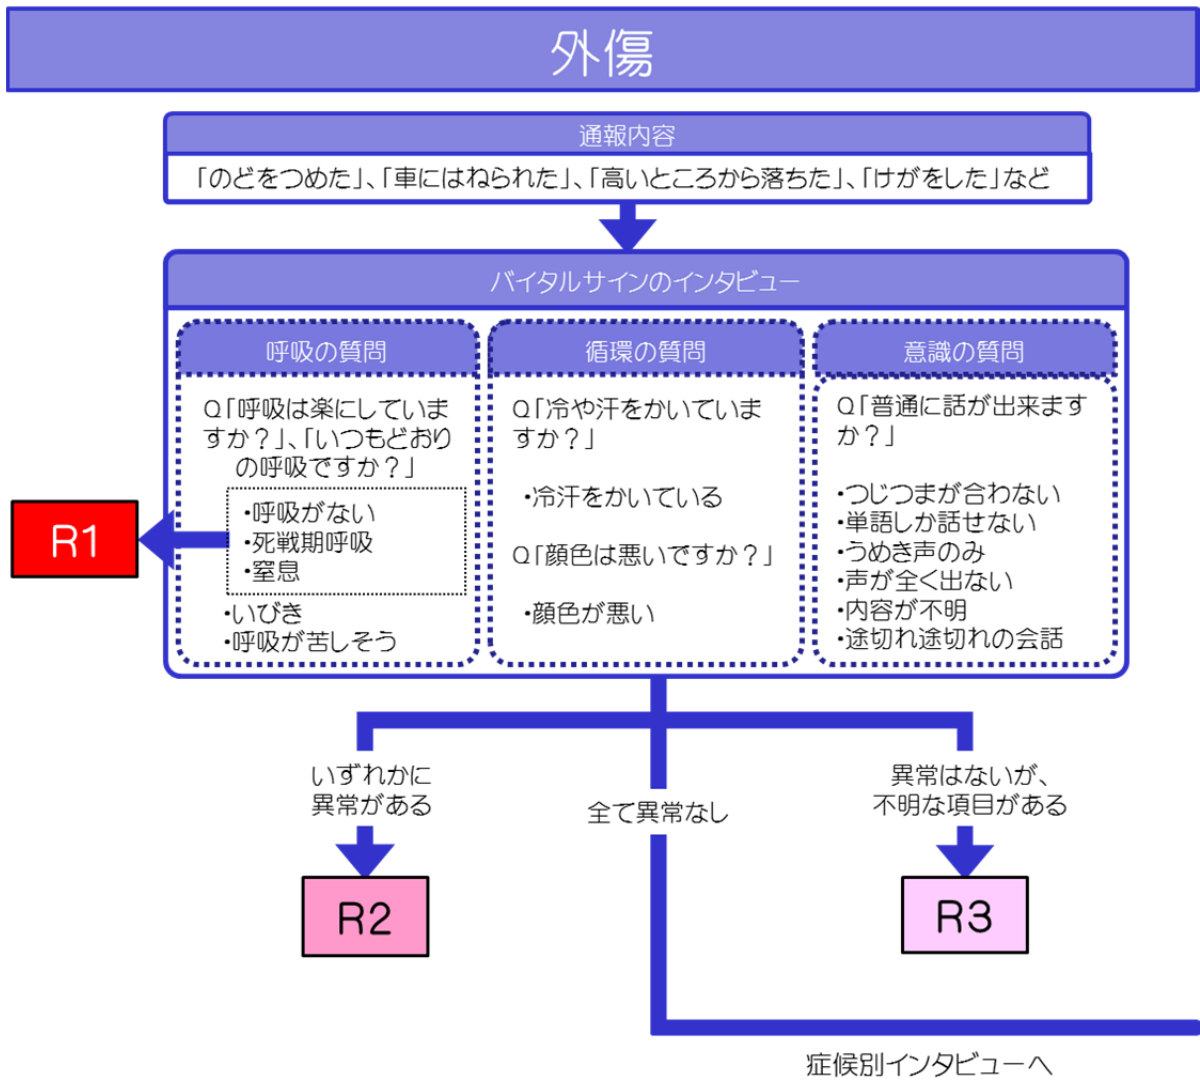 外傷
通報内容
「のどをつめた」、「車にはねられた」、「高いところから落ちた」、「けがをした」など
バイタルサインのインタビュー
呼吸の質問
Q「呼吸は楽にしていま
すか？」、「いつもどおり
の呼吸ですか？」
・呼吸がない
・死戦期呼吸
・窒息
・いびき
・呼吸が苦しそう
循環の質問
Q「冷や汗をかいていま
すか？」
・冷汗をかいている
Q「顔色は悪いですか？」
・顔色が悪い
意識の質問
Q「普通に話が出来ます
か？」
・つじつまが合わない
・単語しか話せない
・うめき声のみ
・声が全く出ない
・内容が不明
・途切れ途切れの会話
R1
いずれかに
異常がある
全て異常なし
異常はないが、
不明な項目がある
R2
R3
症候別インタビューへ